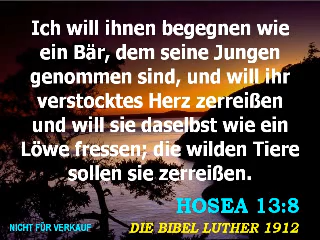 Ich will ihnen begegnen wie
ein Bär, dem seine Jungen
genommen sind, und will ihr
verstocktes Herz zerreißen
und will sie daselbst wie ein
Löwe fressen; die wilden Tiere
sollen sie zerreißen.
HOSEA 13:8
NICHT FÜR VERKAUF
DIE BIBEL LUTHER 1912